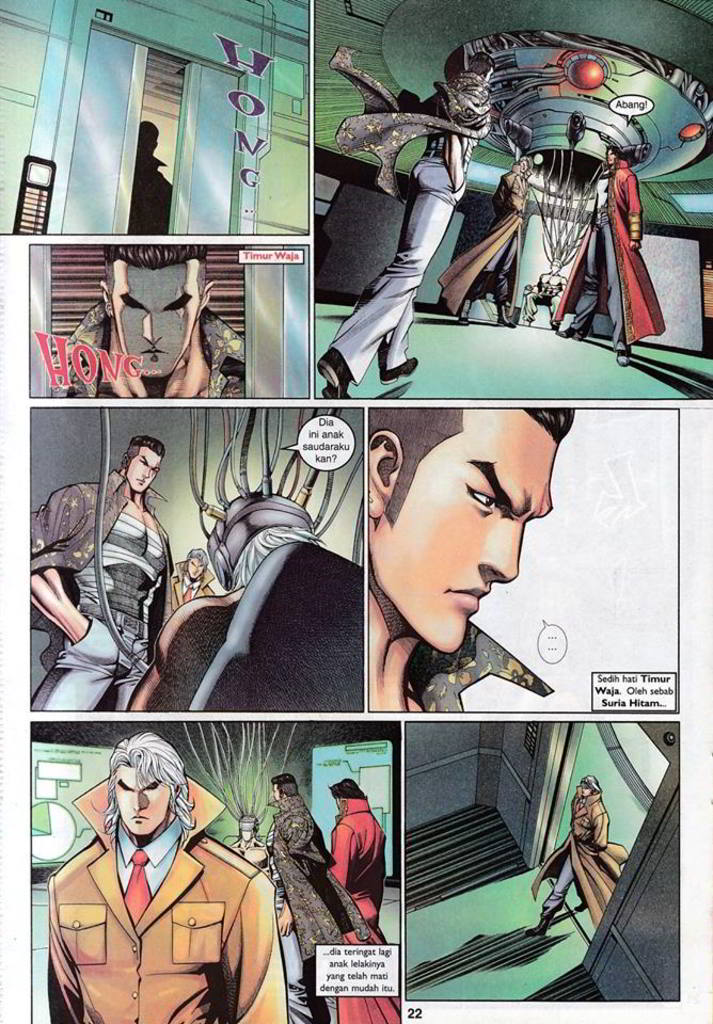 HONG..
Abang!
Timur Waja
HONG...
Dia
ini anak
saudaraku
kan?
...
...
Sedih hati Timur
Waja. Oleh sebab
Suria Hitam...
...dia teringat lagi
anak lelakinya
yang telah mati
dengan mudah itu.
22